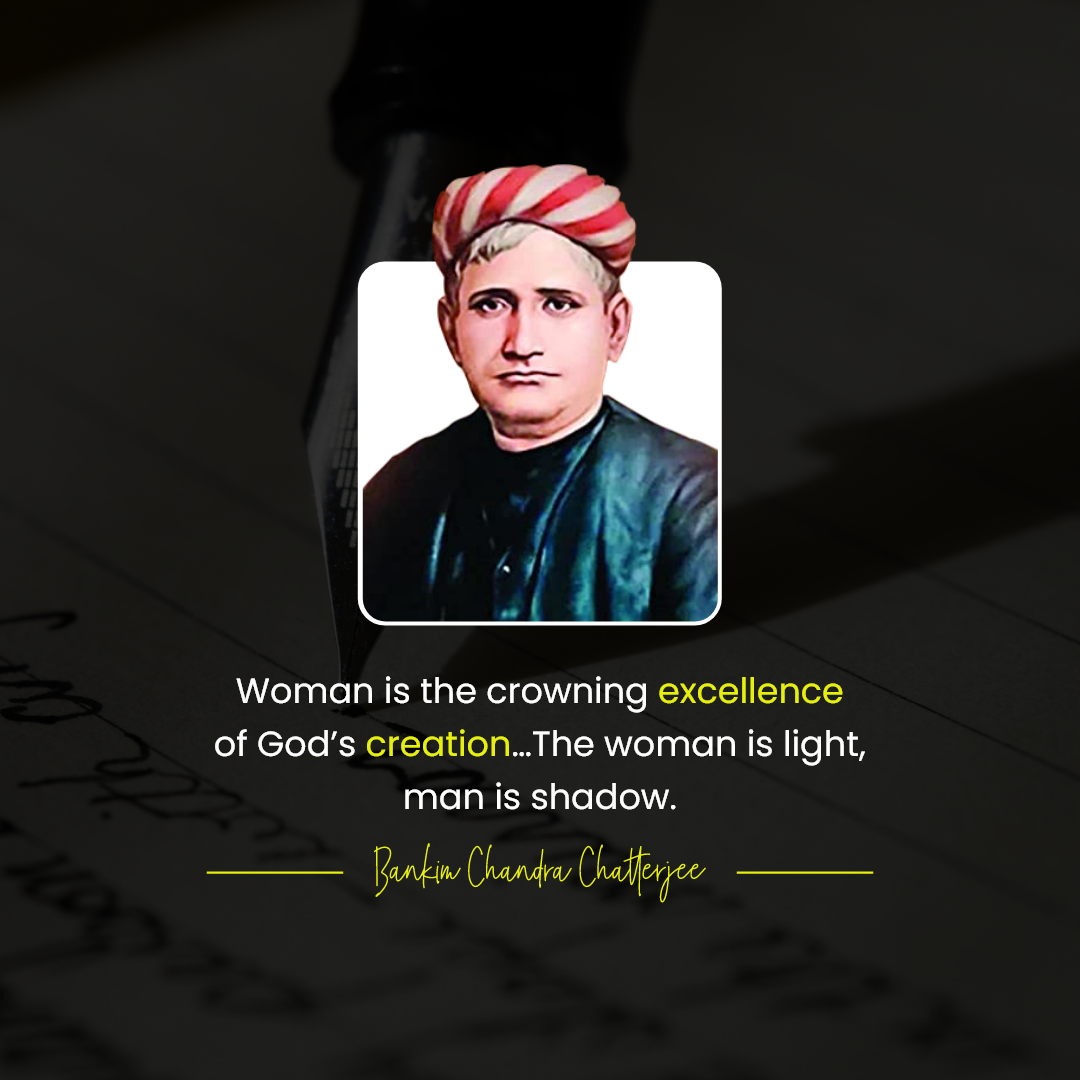 Woman is the crowning excellence
of God’s creation...The woman is light,
man is shadow.
Bankim Chandra Chatterjee